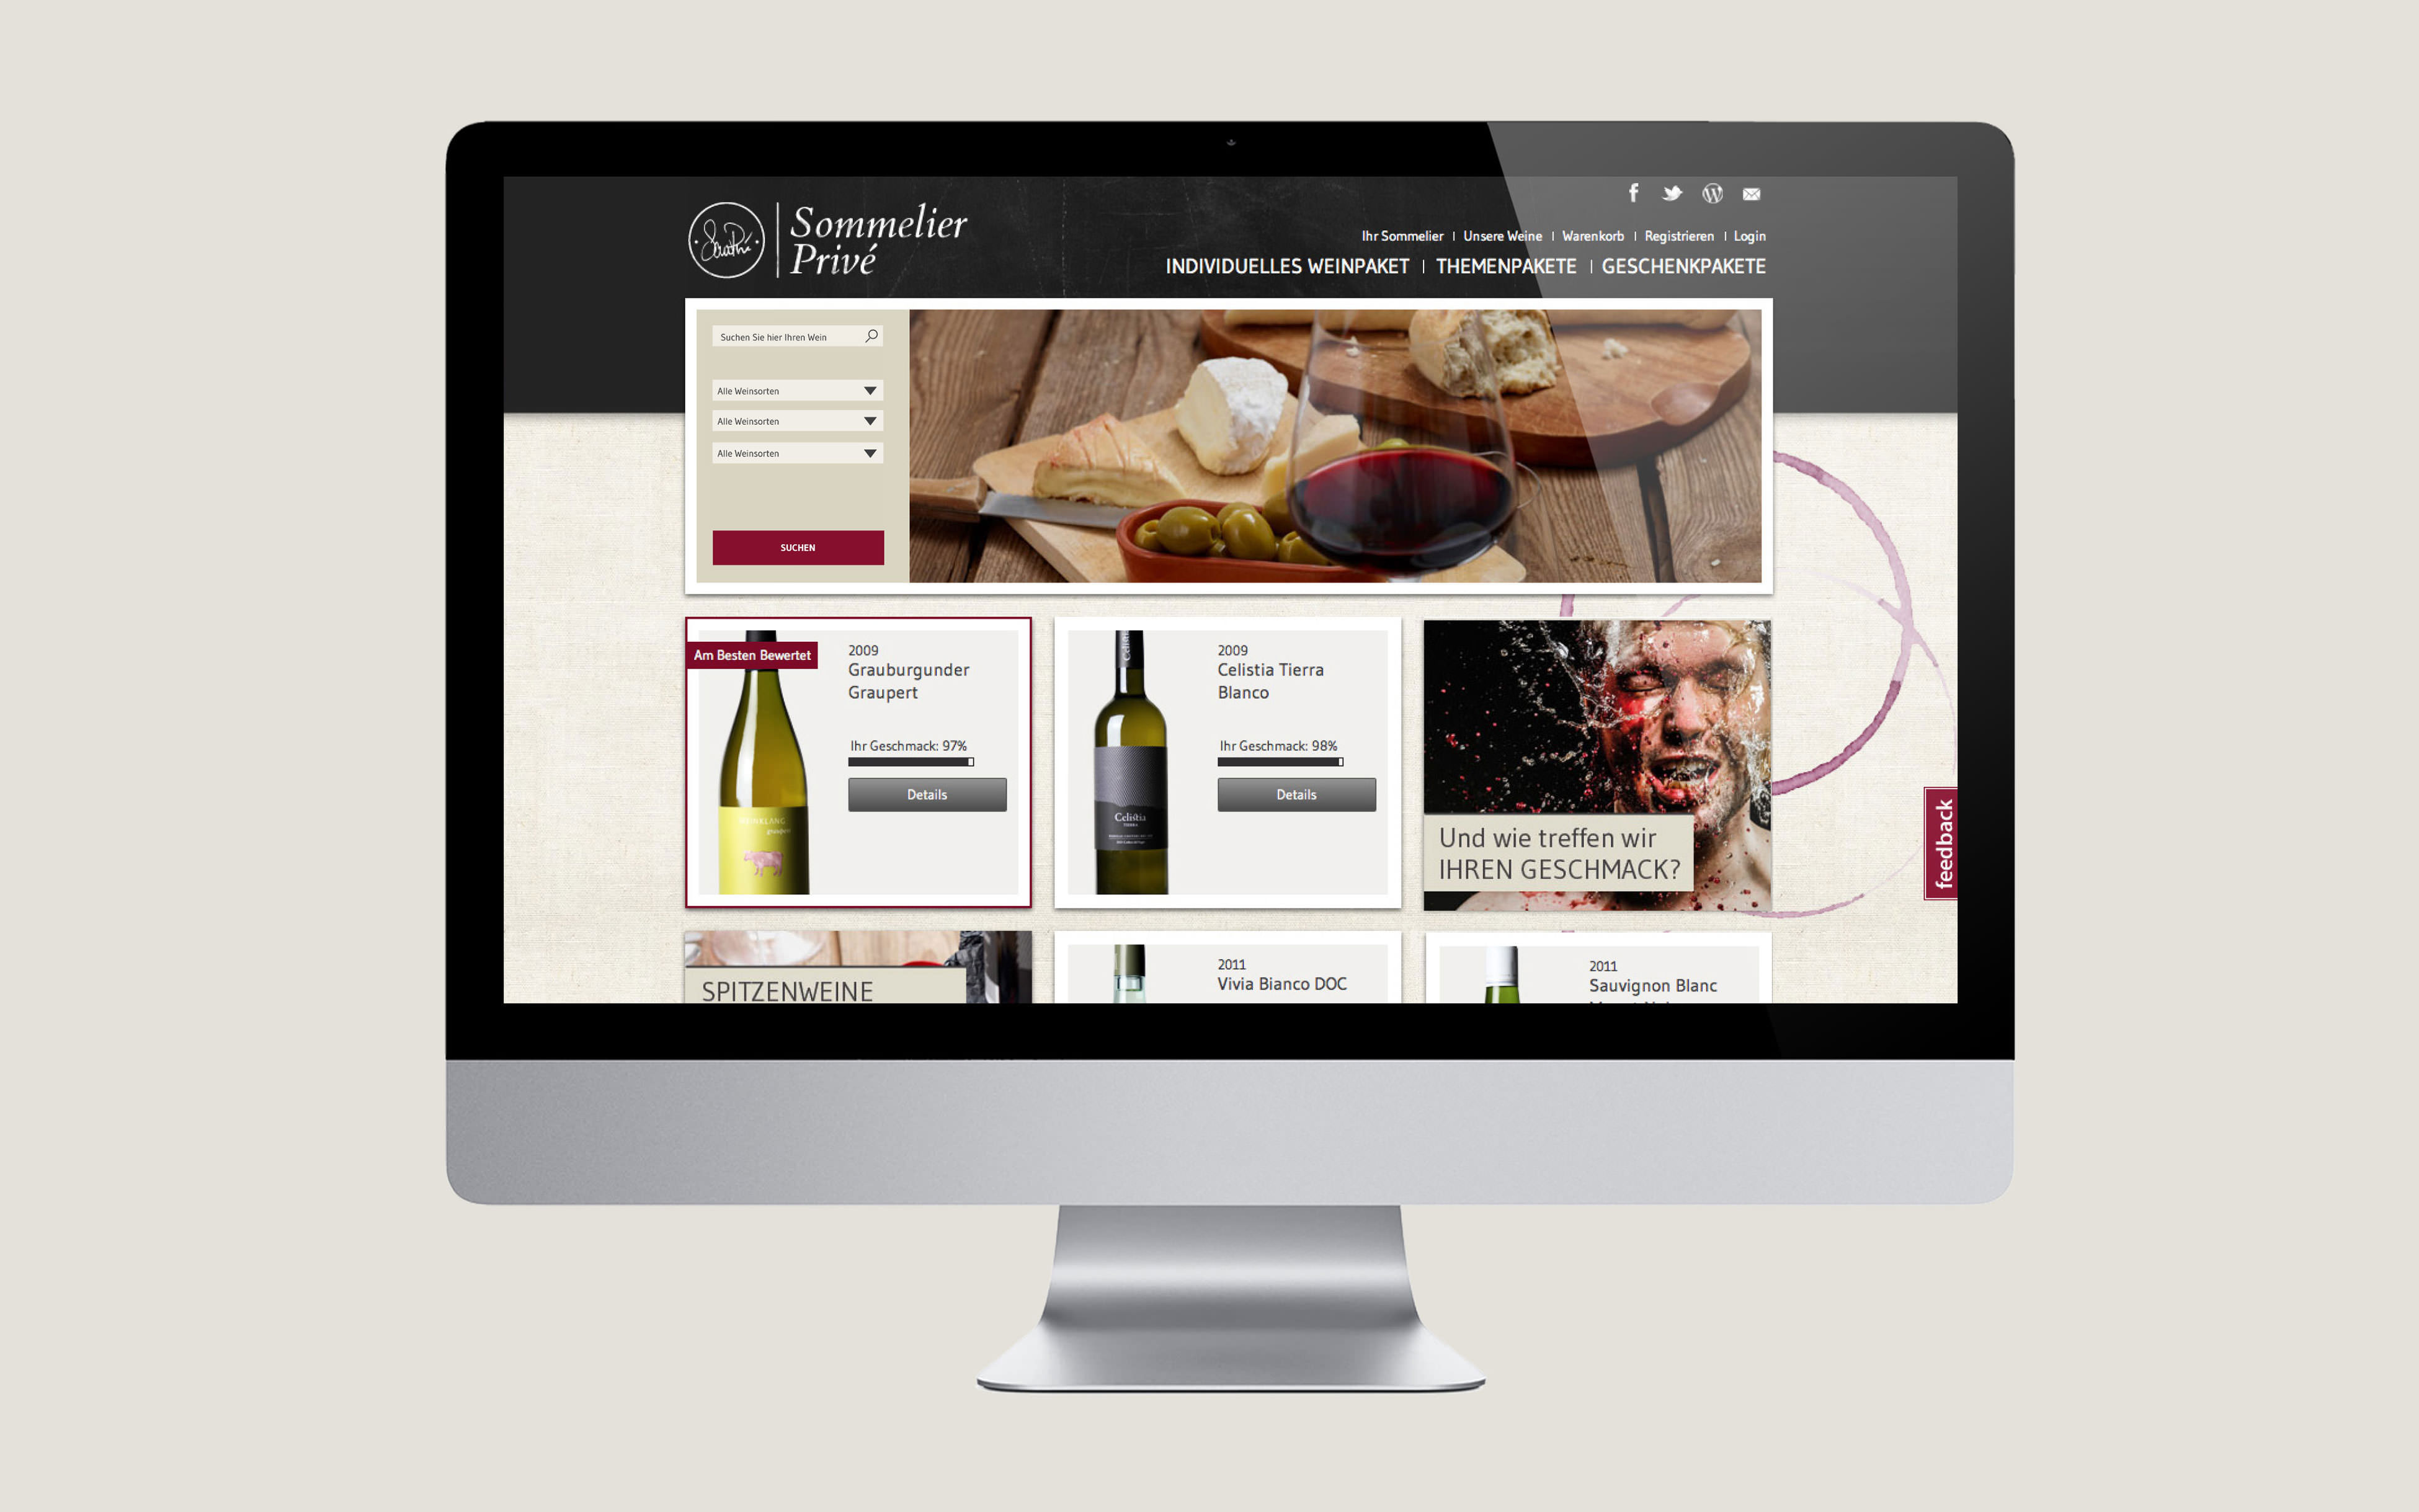 Sommelier
Privé
Ihr Sommelier | Unsere Weine | Warenkorb | Registrieren | Login
INDIVIDUELLES WEINPAKET | THEMENPAKETE | GESCHENKPAKETE
Suchen Sie hier Ihren Wein
Alle Weinsorten
Alle Weinsorten
Alle Weinsorten
SUCHEN
Am Besten Bewertet
2009
Grauburgunder
Graupert
Ihr Geschmack: 97%
Details
2009
Celistia Tierra
Blanco
Ihr Geschmack: 98%
Details
Celistia
TIERRA
Und wie treffen wir
IHREN GESCHMACK?
feedback
SPITZENWEINE
2011
Vivia Bianco DOC
2011
Sauvignon Blanc